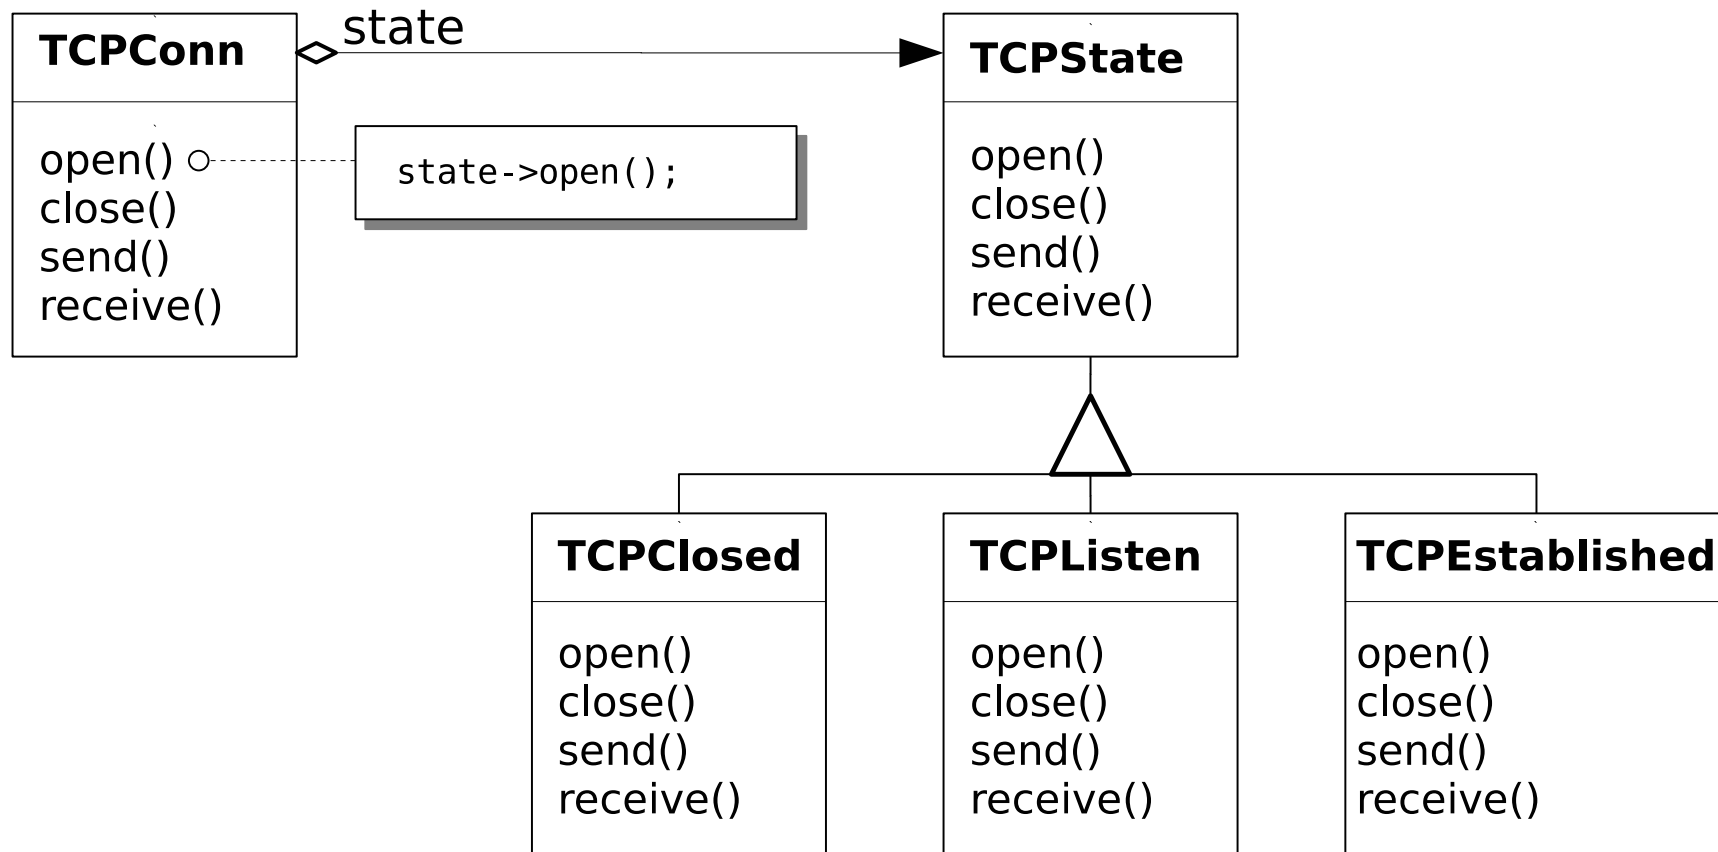 TCPConn
open()
close()
send()
receive()
state
state->open();
TCPState
open()
close()
send()
receive()
TCPClosed
open()
close()
send()
receive()
TCPListen
open()
close()
send()
receive()
TCPEstablished
open()
close()
send()
receive()